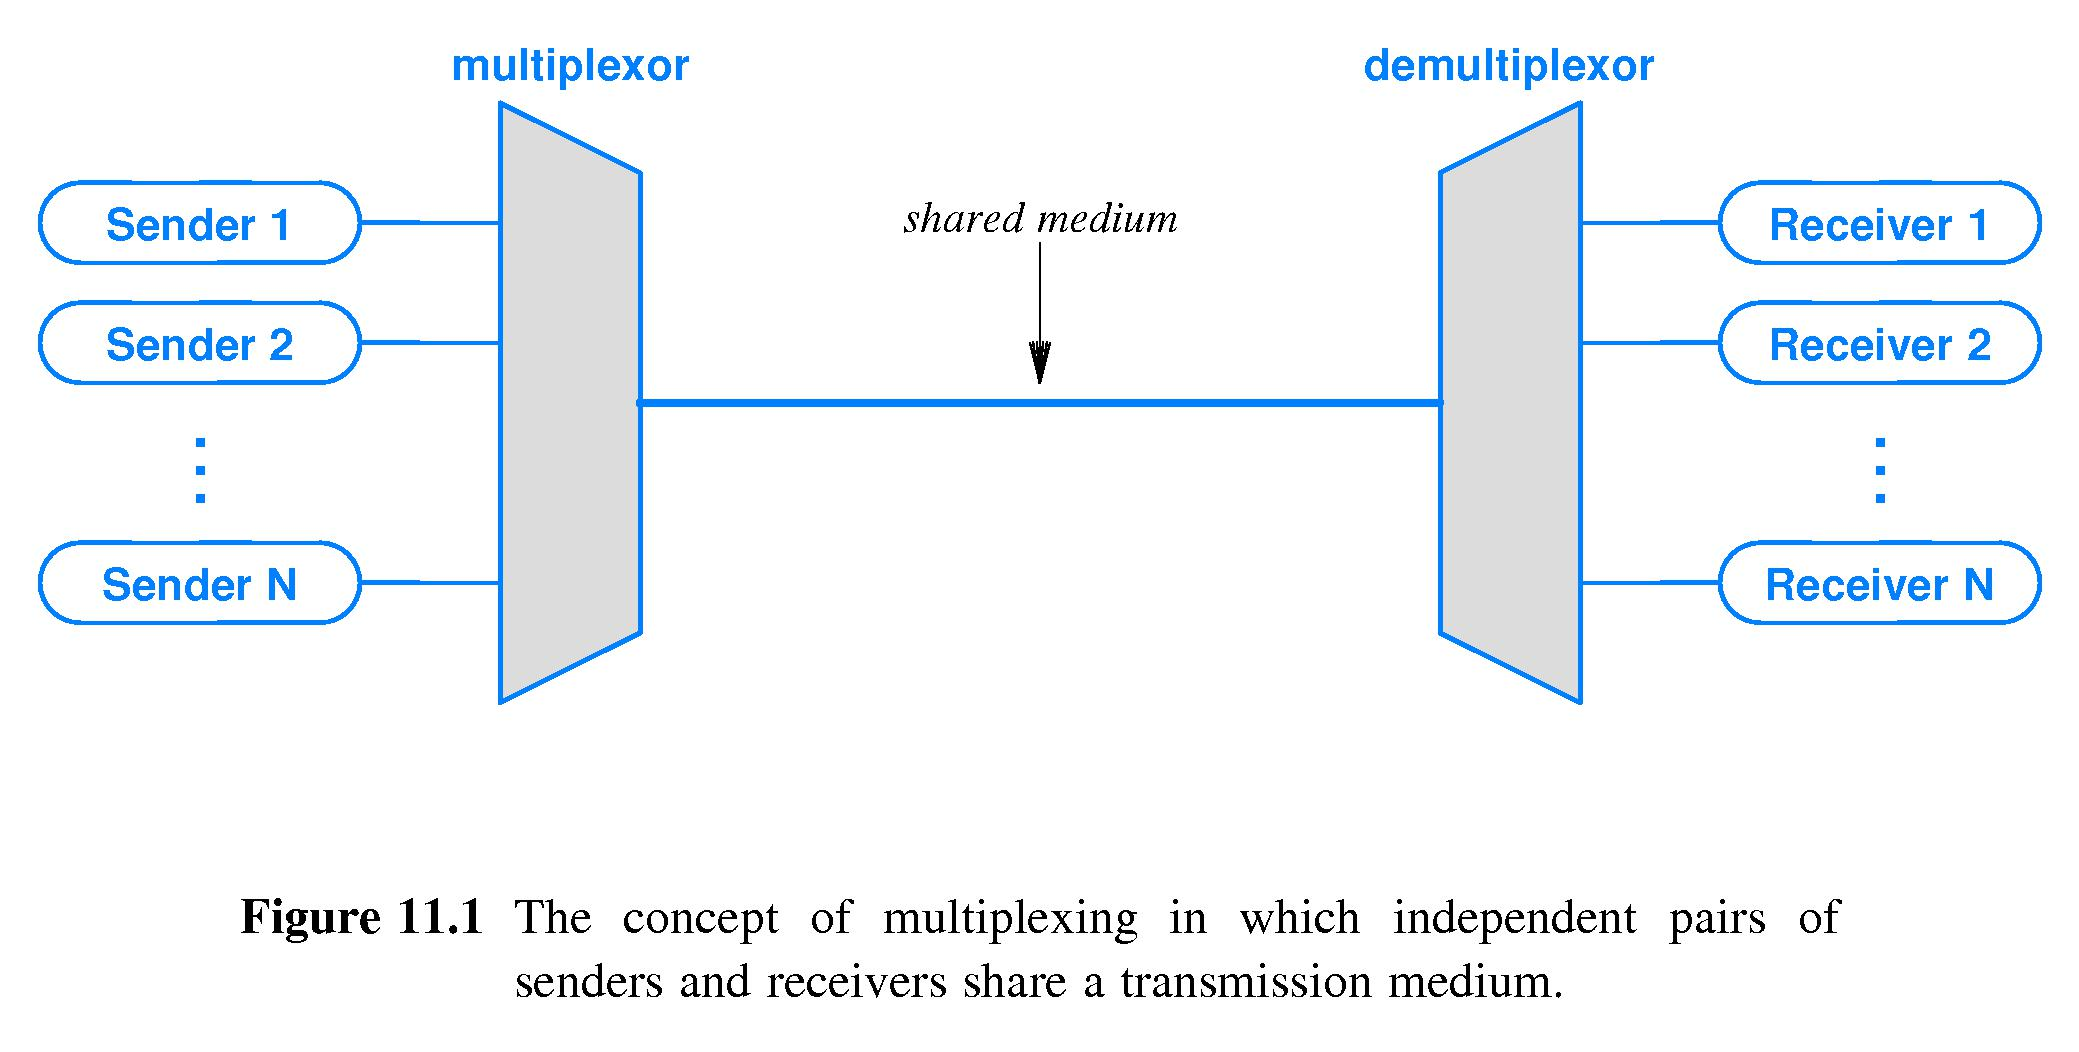 multiplexor
demultiplexor
shared medium
Sender 1
Receiver 1
Sender 2
Receiver 2
Sender N
Receiver N
Figure 11.1 The concept of multiplexing in which independent pairs of
senders and receivers share a transmission medium.